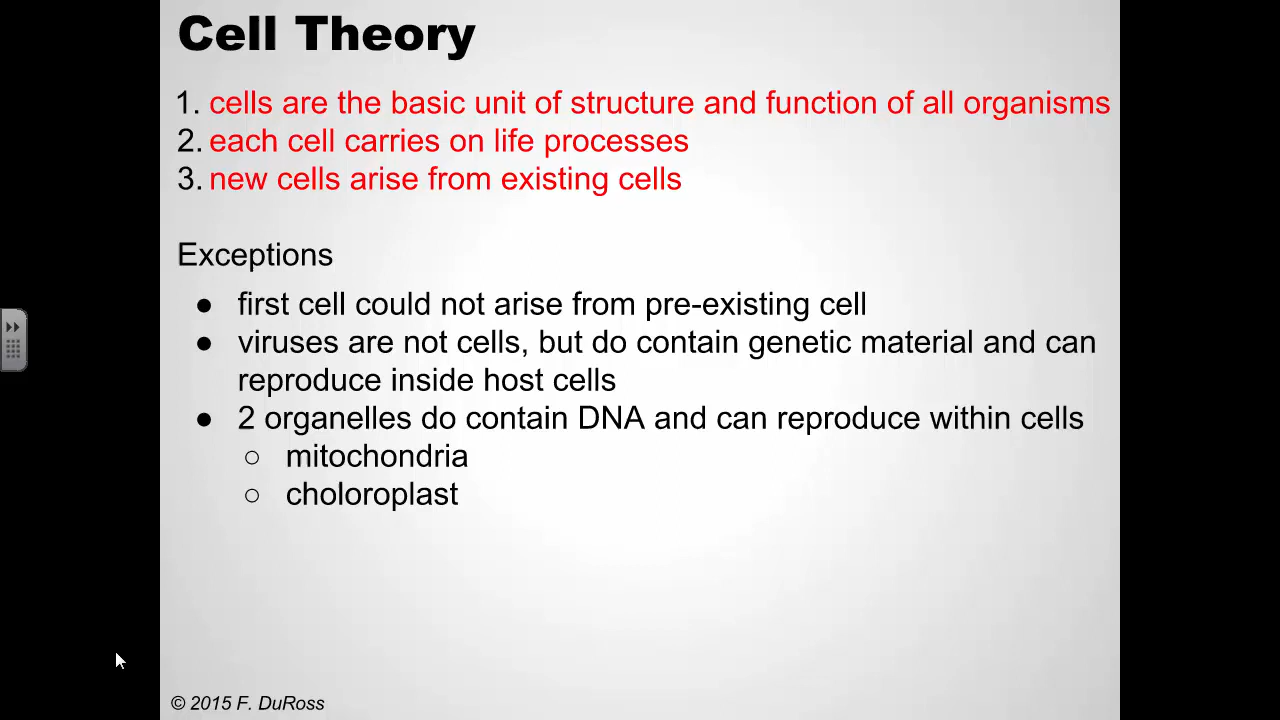 Cell Theory
1. cells are the basic unit of structure and function of all organisms
2. each cell carries on life processes
3. new cells arise from existing cells
Exceptions
● first cell could not arise from pre-existing cell
● viruses are not cells, but do contain genetic material and can
reproduce inside host cells
● 2 organelles do contain DNA and can reproduce within cells
○ mitochondria
○ choloroplast
© 2015 F. DuRoss